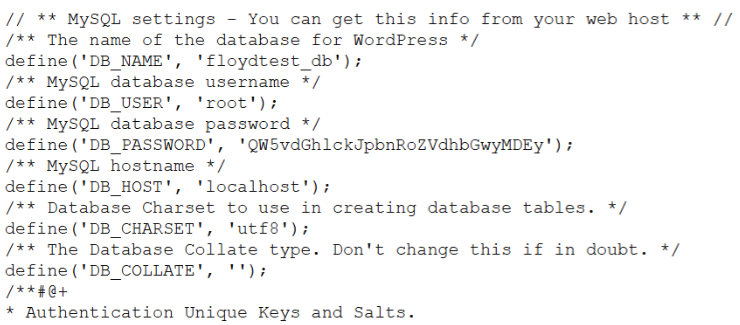 // ** MySQL settings - You can get this info from your web host ** //
/** The name of the database for WordPress */
define('DB_NAME', 'floydtest_db');
/** MySQL database username */
define('DB_USER', 'root');
/** MySQL database password */
define('DB_PASSWORD', 'QW5vdGhlckJpbnRoZVdhbGwyMDEy');
/** MySQL hostname */
define('DB_HOST', 'localhost');
/** Database Charset to use in creating database tables. */
define('DB_CHARSET', 'utf8');
/** The Database Collate type. Don't change this if in doubt. */
define('DB_COLLATE', '');
/**#@+
* Authentication Unique Keys and Salts.